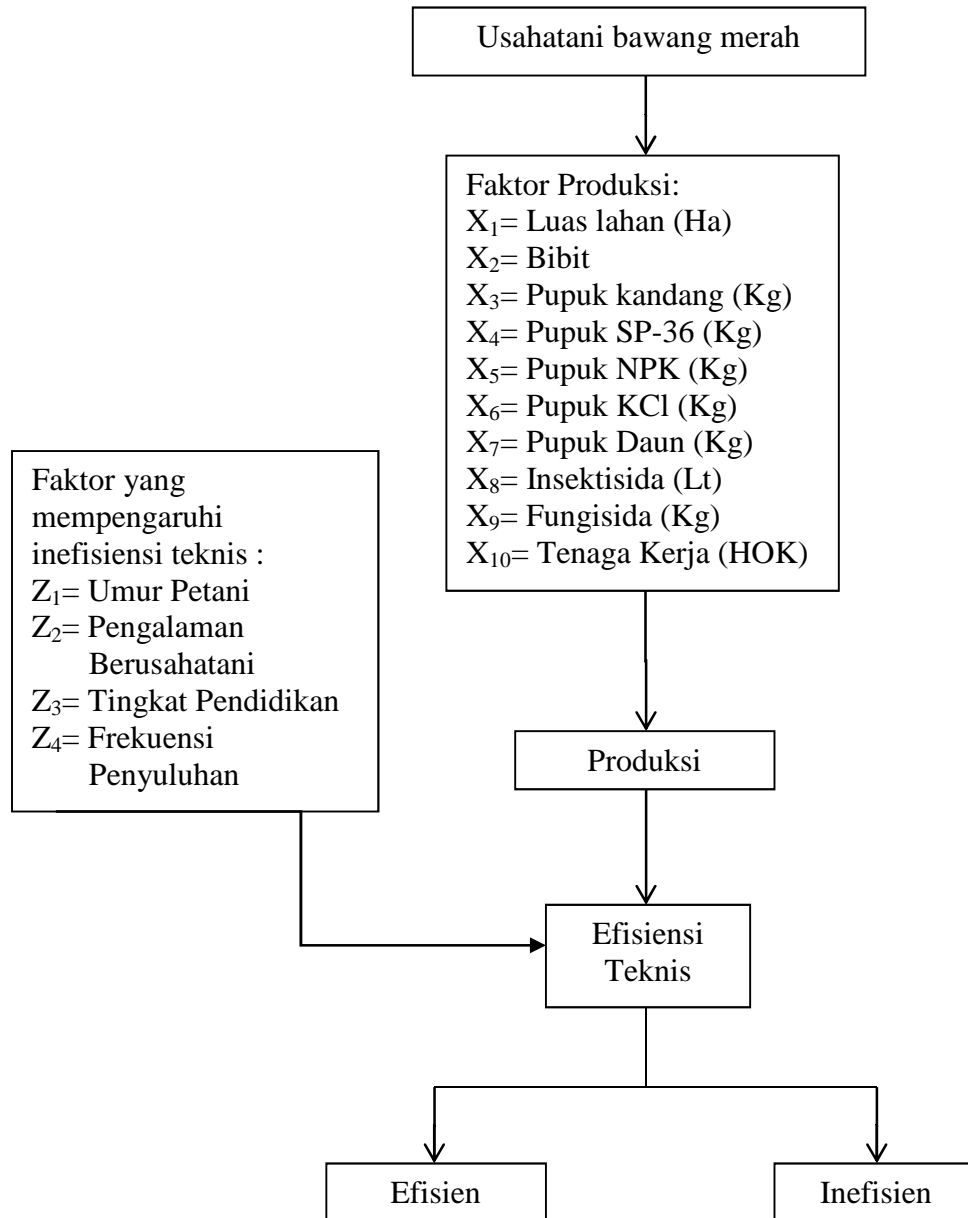 Usahatani bawang merah
Faktor Produksi:
X₁= Luas lahan (Ha)
X₂= Bibit
X₃= Pupuk kandang (Kg)
X₄= Pupuk SP-36 (Kg)
X₅= Pupuk NPK (Kg)
X₆= Pupuk KCl (Kg)
X₇= Pupuk Daun (Kg)
X₈= Insektisida (Lt)
X₉= Fungisida (Kg)
X₁₀= Tenaga Kerja (HOK)
Faktor yang
mempengaruhi
inefisiensi teknis :
Z₁= Umur Petani
Z₂= Pengalaman
Berusahatani
Z₃= Tingkat Pendidikan
Z₄= Frekuensi
Penyuluhan
Produksi
Efisiensi
Teknis
Efisien
Inefisien